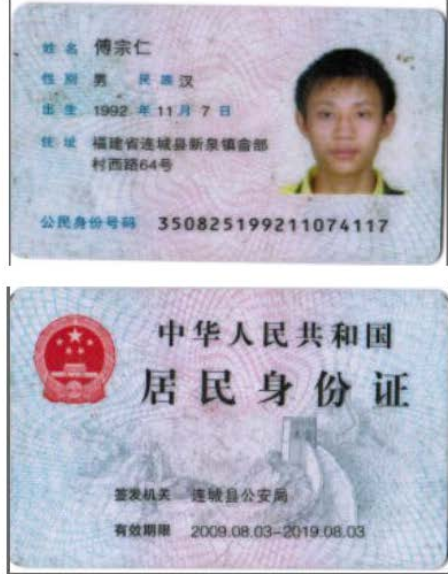 姓名 傅宗仁
性别 男 民族 汉
出生 1992 年 11 月 7 日
住址 福建省连城县新泉镇畲部
村西路64号
公民身份号码 350825199211074117
中华人民共和国
居民身份证
签发机关 连城县公安局
有效期限 2009.08.03-2019.08.03